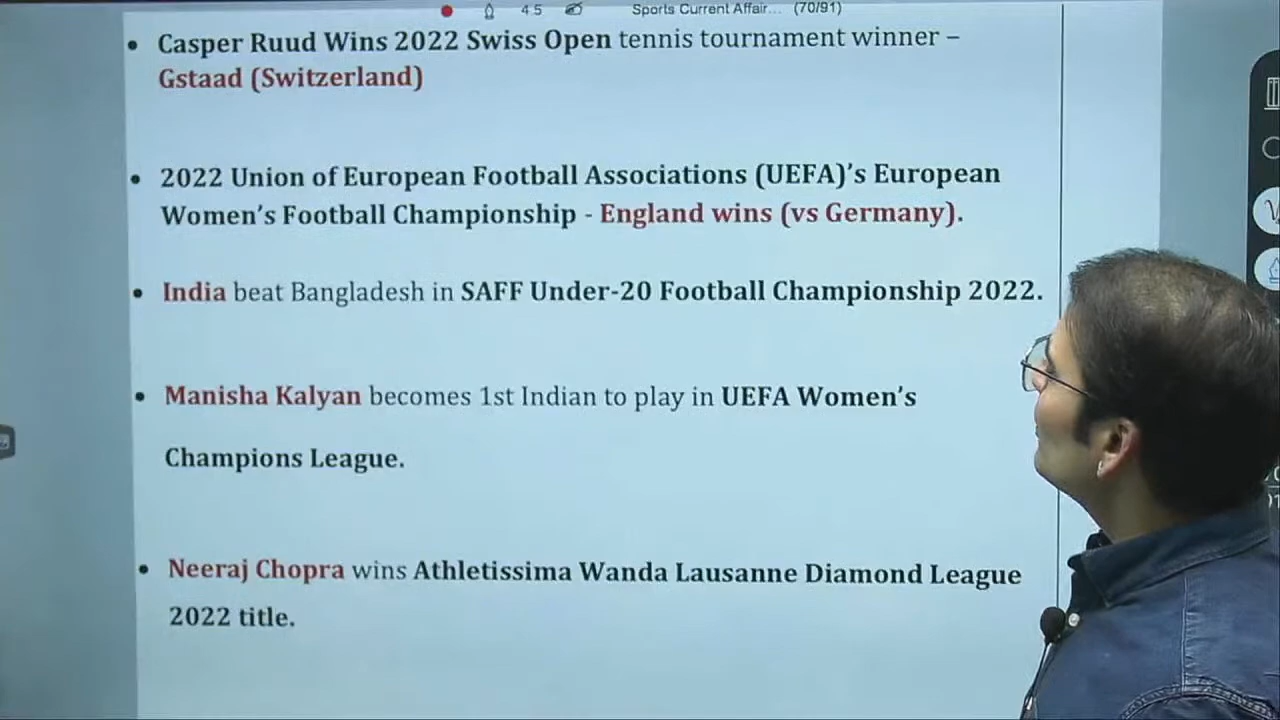 45 Sports Current Affair... (70/91)
• Casper Ruud Wins 2022 Swiss Open tennis tournament winner –
Gstaad (Switzerland)
• 2022 Union of European Football Associations (UEFA)'s European
Women's Football Championship - England wins (vs Germany).
• India beat Bangladesh in SAFF Under-20 Football Championship 2022.
• Manisha Kalyan becomes 1st Indian to play in UEFA Women's
Champions League.
• Neeraj Chopra wins Athletissima Wanda Lausanne Diamond League
2022 title.